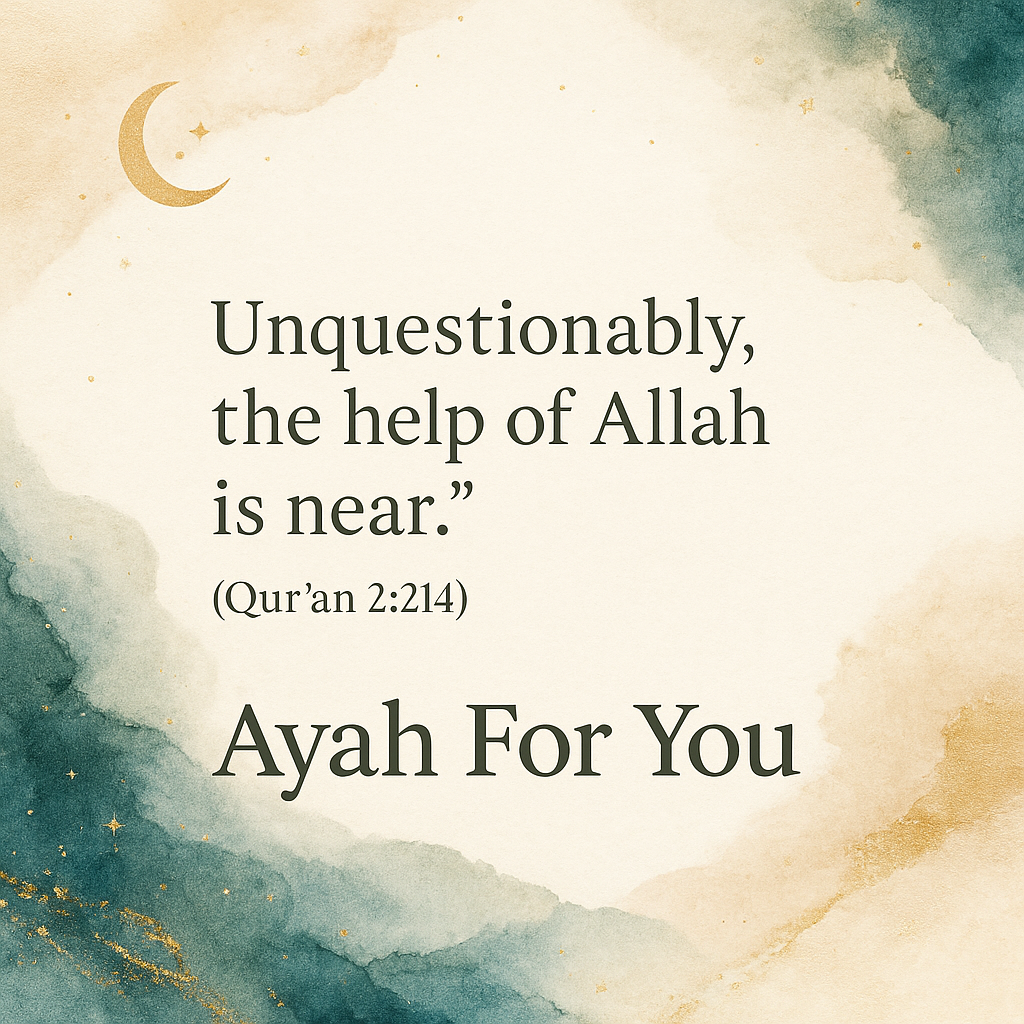 Unquestionably,
the help of Allah
is near.”
(Qur’an 2:214)
Ayah For You